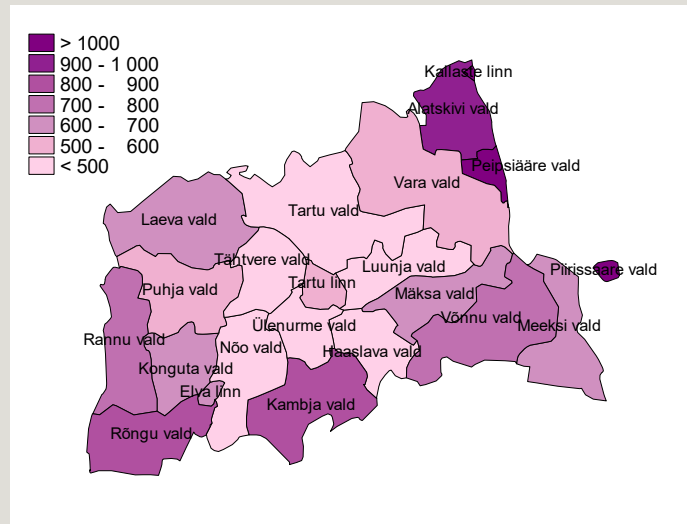 > 1000
900 - 1 000
800 - 900
700 - 800
600 - 700
500 - 600
< 500
Kallaste linn
Alatskivi vald
Peipsiääre vald
Vara vald
Tartu vald
Laeva vald
Tähtvere vald
Luunja vald
Piirissaare vald
Tartu linn
Puhja vald
Mäksa vald
Võnnu vald
Meeksi vald
Ülenurme vald
Rannu vald
Nõo vald
Haaslava vald
Konguta vald
Elva linn
Kambja vald
Rõngu vald